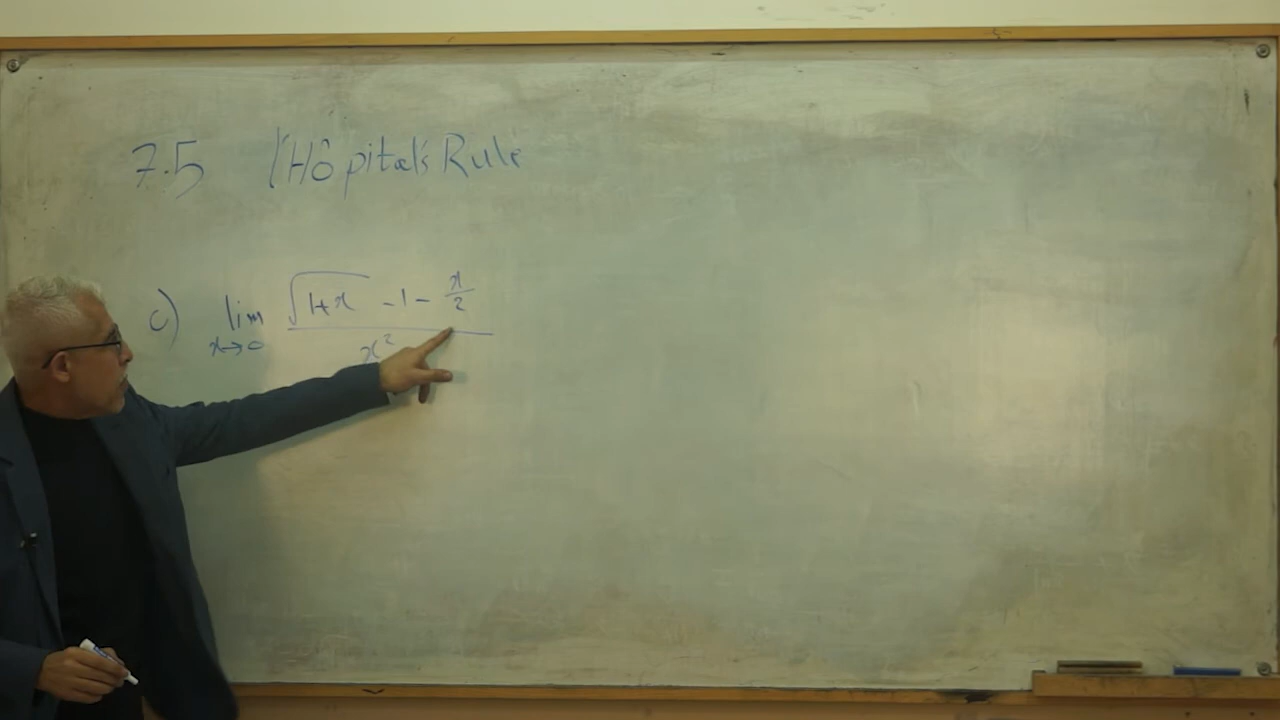 7.5 l'Hôpital's Rule
c) lim x→0 (√(1+x) - 1 - x/2) / x²